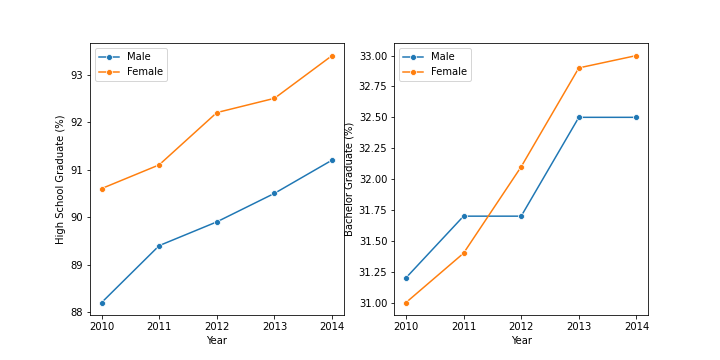 Male
Female
93
92
91
90
89
88
High School Graduate (%)
2010 2011 2012 2013 2014
Year
Male
Female
33.00
32.75
32.50
32.25
32.00
31.75
31.50
31.25
31.00
Bachelor Graduate (%)
2010 2011 2012 2013 2014
Year